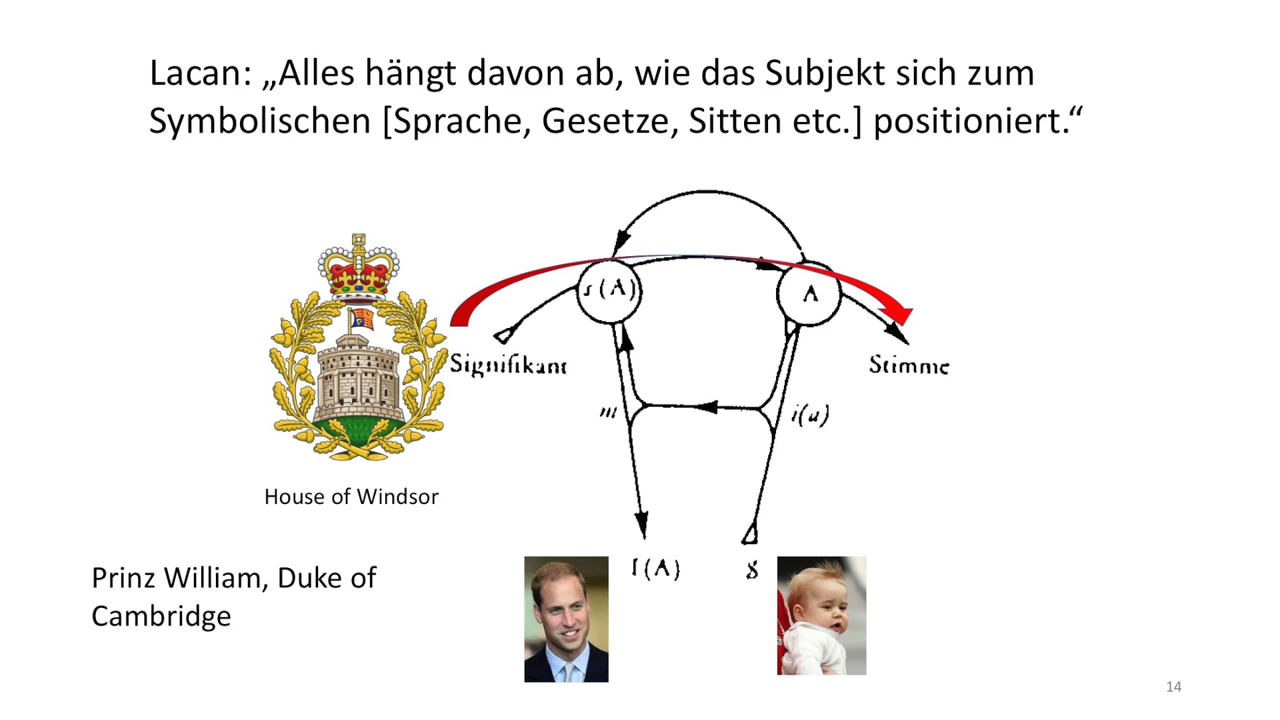 Lacan: „Alles hängt davon ab, wie das Subjekt sich zum
Symbolischen [Sprache, Gesetze, Sitten etc.] positioniert.“
s(A)
A
Signifikant
Stimme
m
i(a)
House of Windsor
I(A)
$
Prinz William, Duke of
Cambridge
14